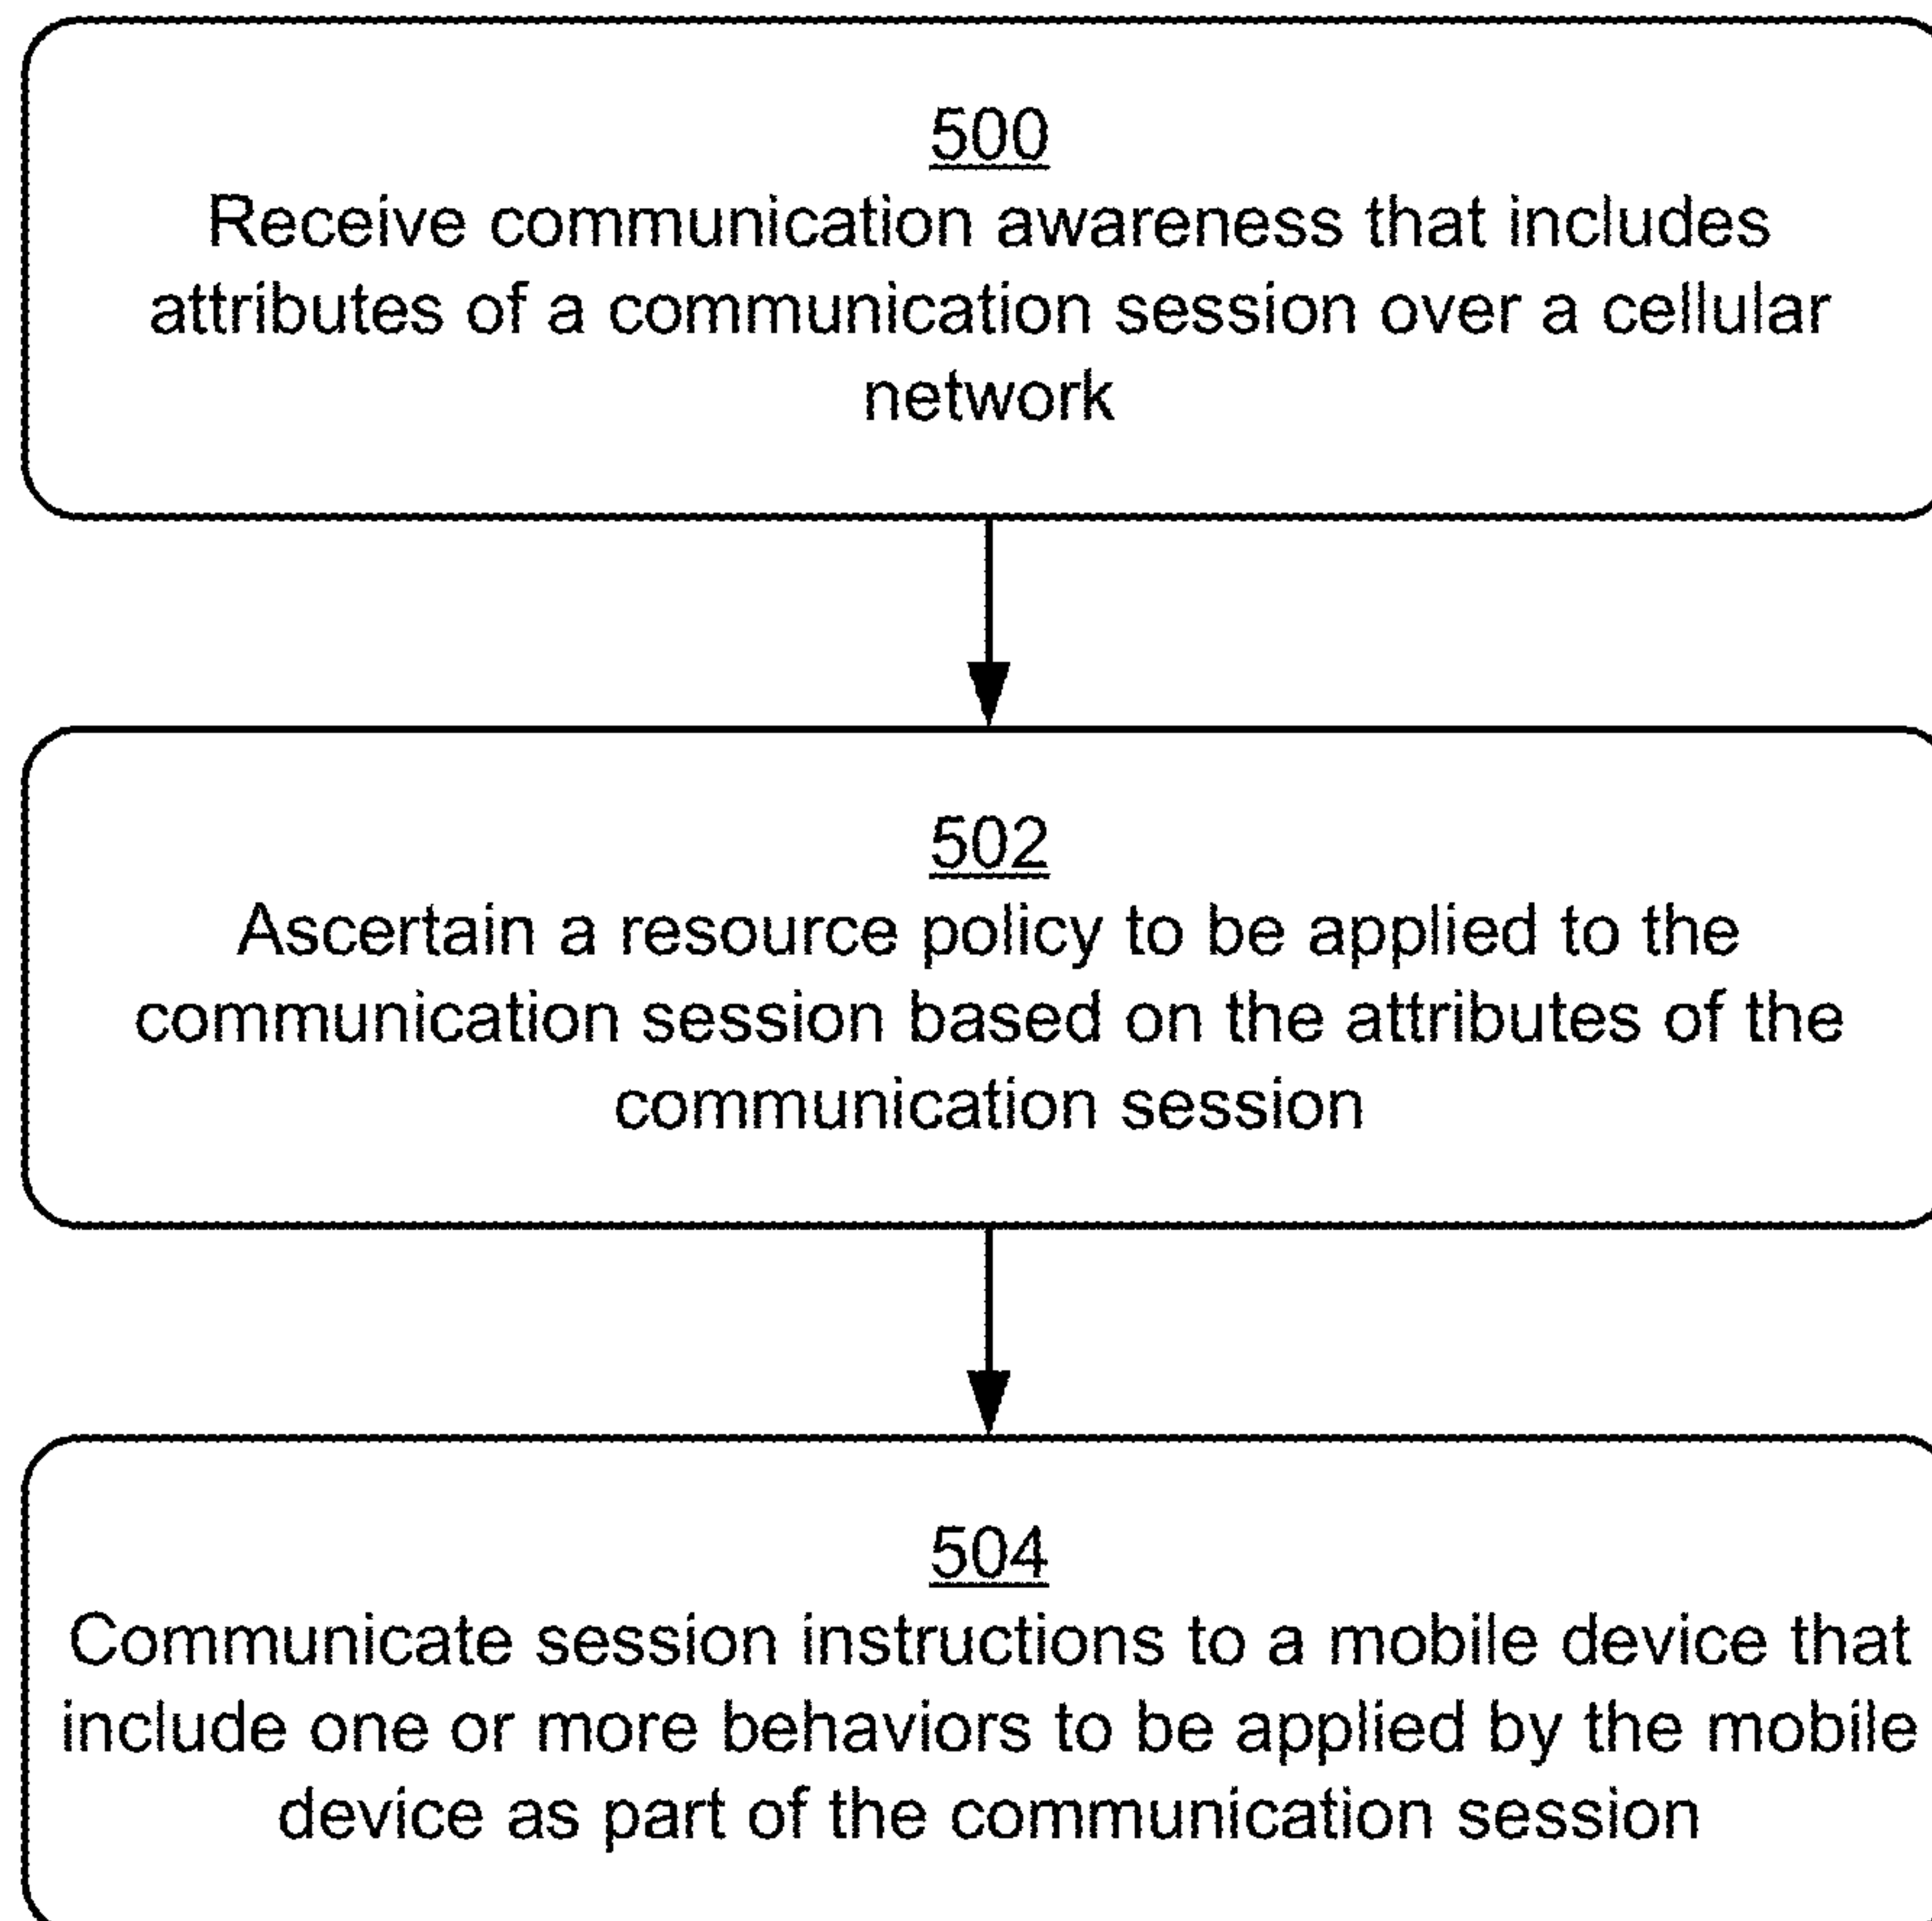 500
Receive communication awareness that includes
attributes of a communication session over a cellular
network
502
Ascertain a resource policy to be applied to the
communication session based on the attributes of the
communication session
504
Communicate session instructions to a mobile device that
include one or more behaviors to be applied by the mobile
device as part of the communication session